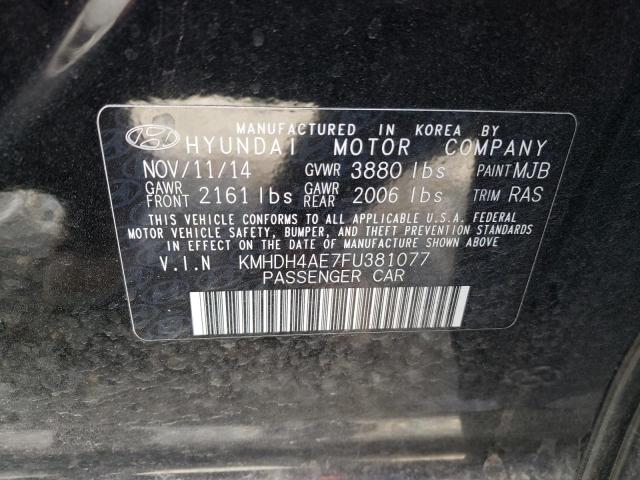 MANUFACTURED IN KOREA BY
HYUNDAI MOTOR COMPANY
NOV/11/14 GVWR 3880 lbs PAINT MJB
GAWR FRONT 2161 lbs GAWR REAR 2006 lbs TRIM RAS
THIS VEHICLE CONFORMS TO ALL APPLICABLE U.S.A. FEDERAL
MOTOR VEHICLE SAFETY, BUMPER, AND THEFT PREVENTION STANDARDS
IN EFFECT ON THE DATE OF MANUFACTURE SHOWN ABOVE.
V.I.N KMHDH4AE7FU381077
PASSENGER CAR